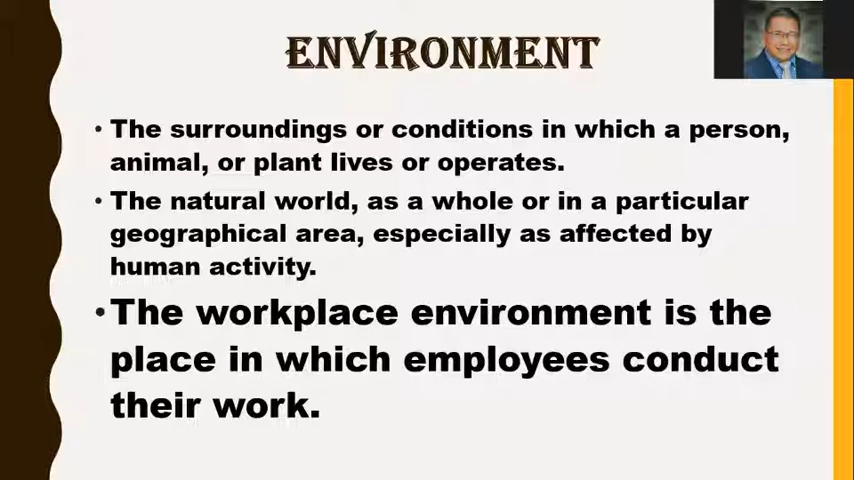 ENVIRONMENT
• The surroundings or conditions in which a person,
animal, or plant lives or operates.
• The natural world, as a whole or in a particular
geographical area, especially as affected by
human activity.
• The workplace environment is the
place in which employees conduct
their work.